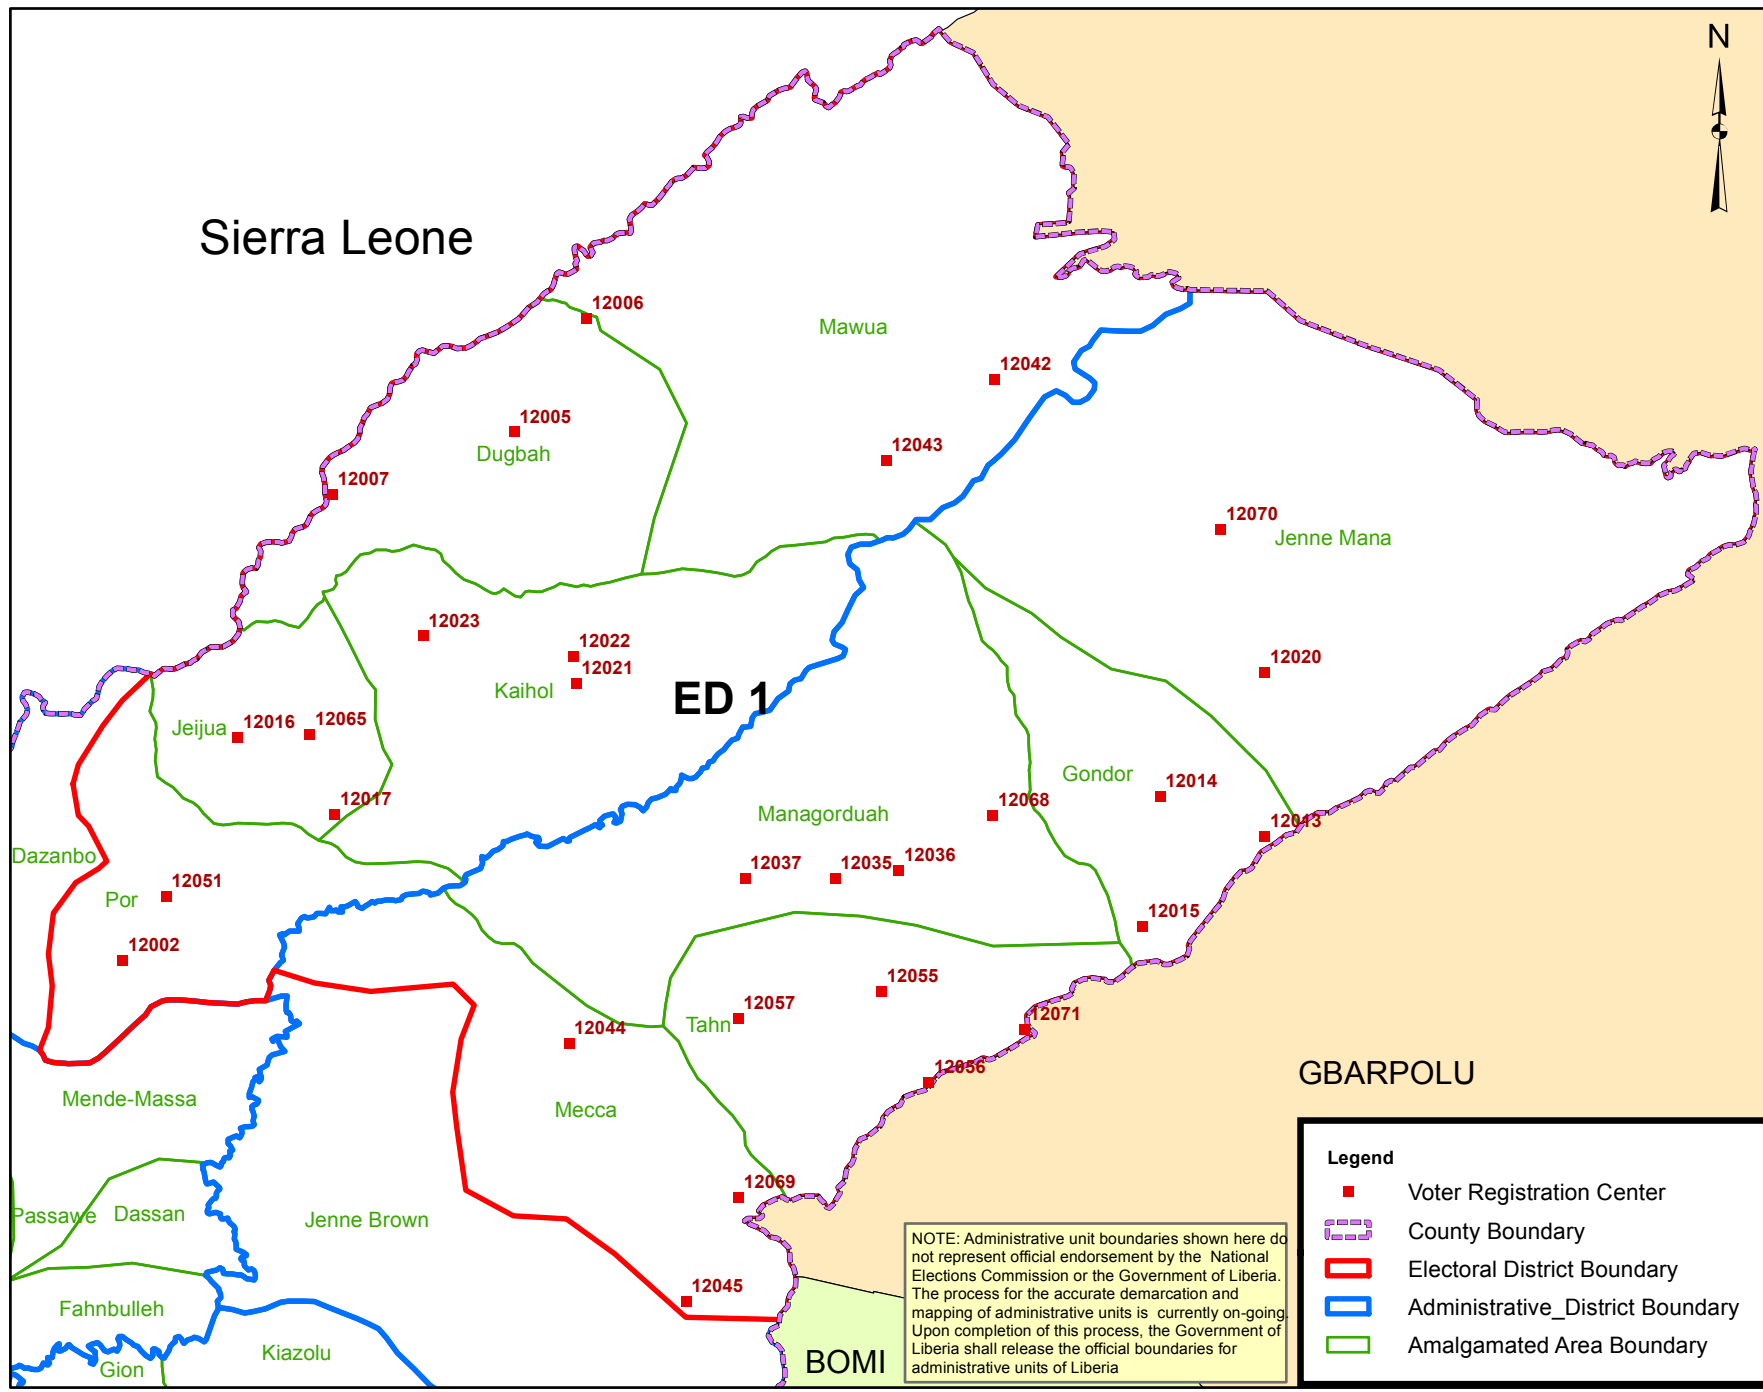 N
Sierra Leone
12006
Mawua
12042
12005
Dugbah
12043
12007
12070
Jenne Mana
12023
12022
12020
12021
Kaihol
ED 1
Jeijua
12016
12065
Gondor
12014
12017
12068
Managorduah
12013
Dazanbo
12037
12035
12036
12051
Por
12015
12002
12055
12057
Tahn
12071
12044
12056
GBARPOLU
Mende-Massa
Mecca
12069
Passawe
Dassan
Jenne Brown
12045
Fahnbulleh
Kiazolu
Gion
BOMI
NOTE: Administrative unit boundaries shown here do
not represent official endorsement by the National
Elections Commission or the Government of Liberia.
The process for the accurate demarcation and
mapping of administrative units is currently on-going.
Upon completion of this process, the Government of
Liberia shall release the official boundaries for
administrative units of Liberia
Legend
Voter Registration Center
County Boundary
Electoral District Boundary
Administrative_District Boundary
Amalgamated Area Boundary